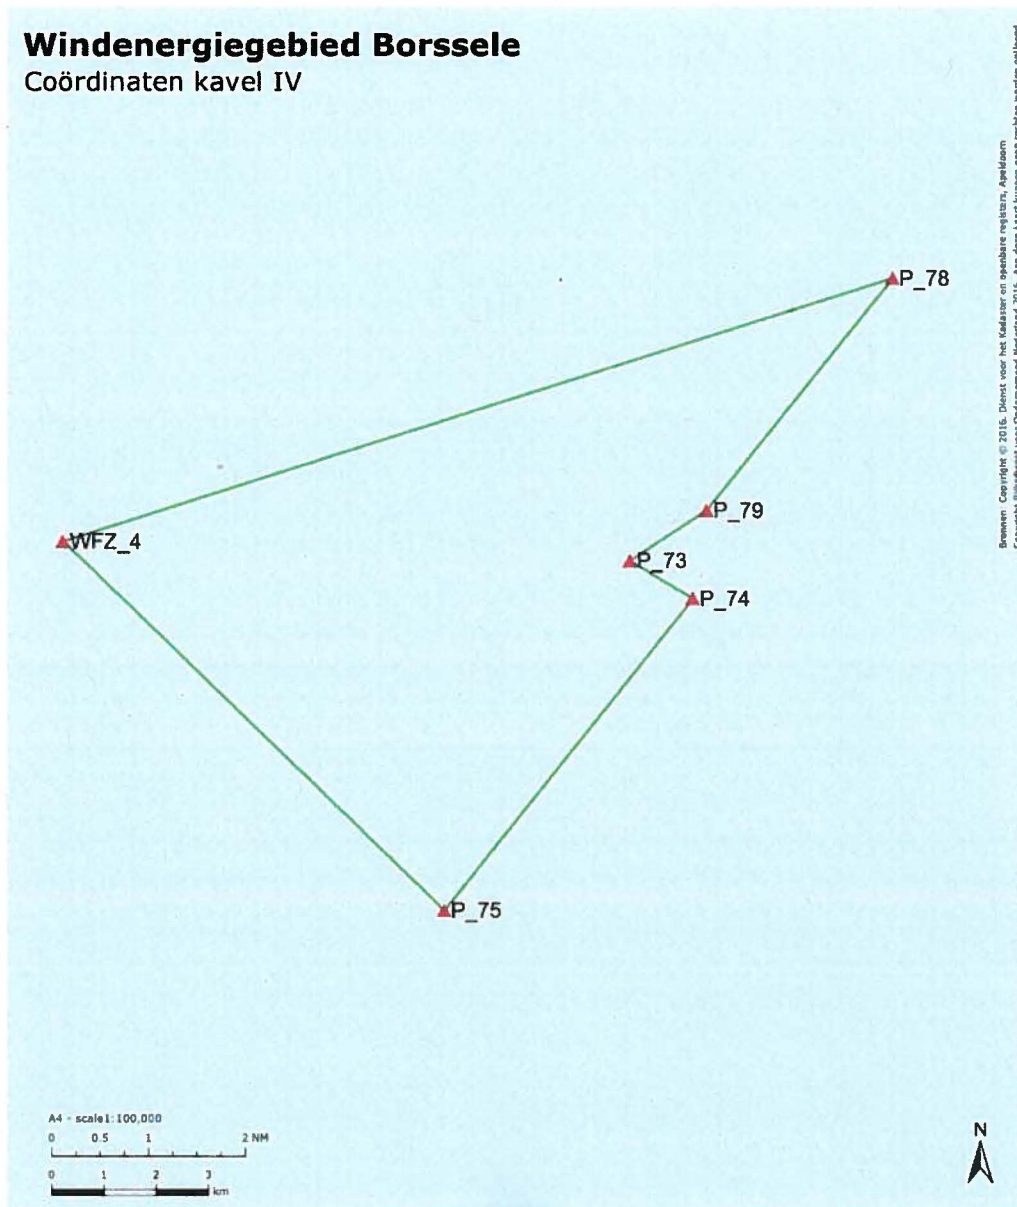 Windenergiegebied Borssele
Coördinaten kavel IV
P_78
P_79
WFZ_4
P_73
P_74
P_75
A4 - scale1:100,000
0 0.5 1 2 NM
0 1 2 3
km
N
Bronnen: Copyright © 2016. Dienst voor het Kadaster en openbare registers, Apeldoorn